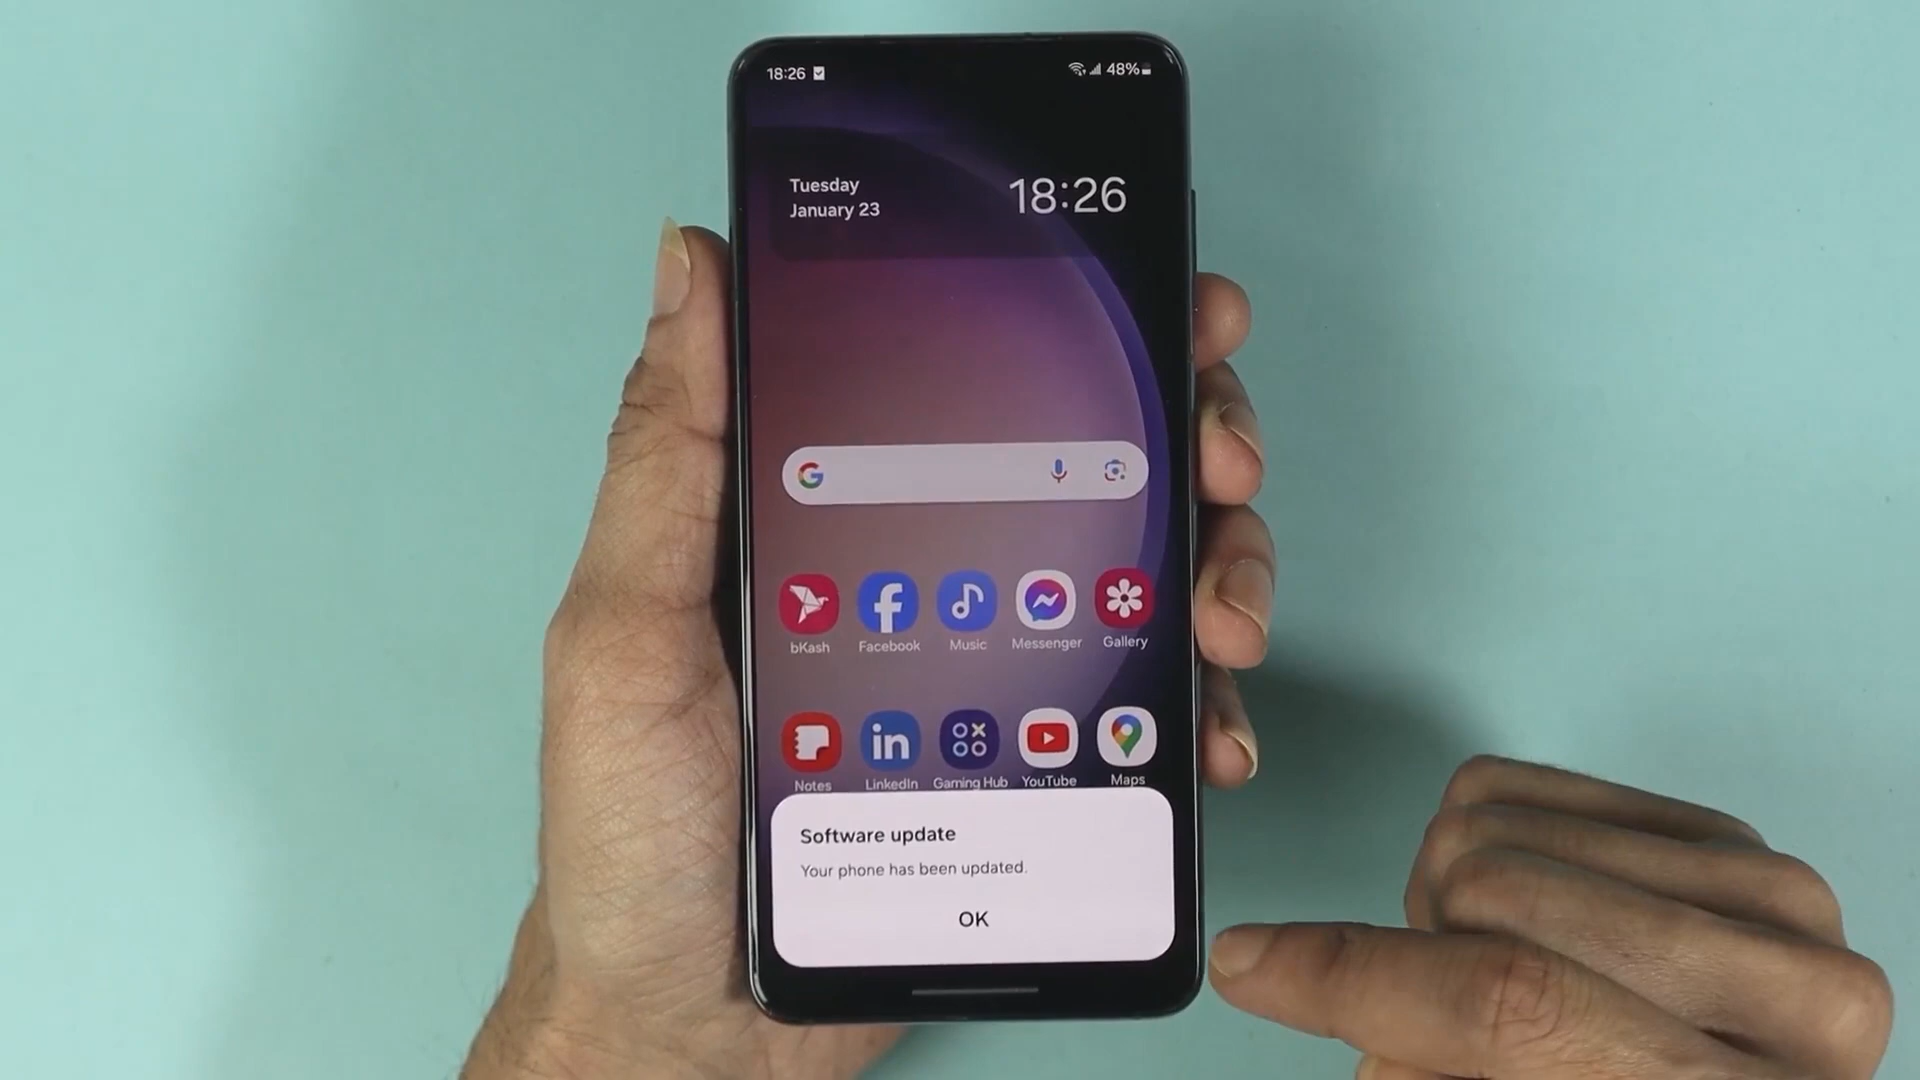 18:26
48%
Tuesday
January 23
18:26
bKash
Facebook
Music
Messenger
Gallery
Notes
LinkedIn
Gaming Hub
YouTube
Maps
Software update
Your phone has been updated.
OK